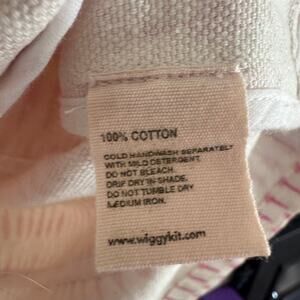 100% COTTON
COLD HANDWASH SEPARATELY
WITH MILD DETERGENT.
DO NOT BLEACH.
DRIP DRY IN SHADE.
DO NOT TUMBLE DRY
MEDIUM IRON.
www.wiggykit.com